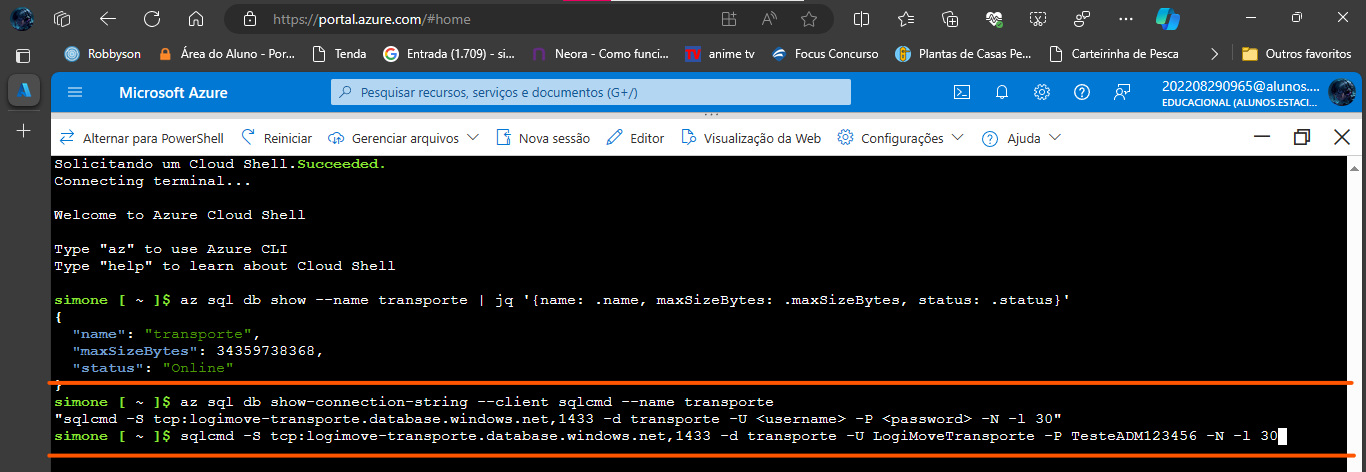 https://portal.azure.com/#home
Robbyson
Área do Aluno - Por...
Tenda
Entrada (1.709) - si...
Neora - Como funci...
anime tv
Focus Concurso
Plantas de Casas Pe...
Carteirinha de Pesca
Outros favoritos
Microsoft Azure
Pesquisar recursos, serviços e documentos (G+/)
202208290965@alunos....
EDUCACIONAL (ALUNOS.ESTACI...
Alternar para PowerShell
Reiniciar
Gerenciar arquivos
Nova sessão
Editor
Visualização da Web
Configurações
Ajuda
Solicitando um Cloud Shell.Succeeded.
Connecting terminal...
Welcome to Azure Cloud Shell
Type "az" to use Azure CLI
Type "help" to learn about Cloud Shell
simone [ ~ ]$ az sql db show --name transporte | jq '{name: .name, maxSizeBytes: .maxSizeBytes, status: .status}'
{
"name": "transporte",
"maxSizeBytes": 34359738368,
"status": "Online"
}
simone [ ~ ]$ az sql db show-connection-string --client sqlcmd --name transporte
"sqlcmd -S tcp:logimove-transporte.database.windows.net,1433 -d transporte -U <username> -P <password> -N -l 30"
simone [ ~ ]$ sqlcmd -S tcp:logimove-transporte.database.windows.net,1433 -d transporte -U LogiMoveTransporte -P TesteADM123456 -N -l 30